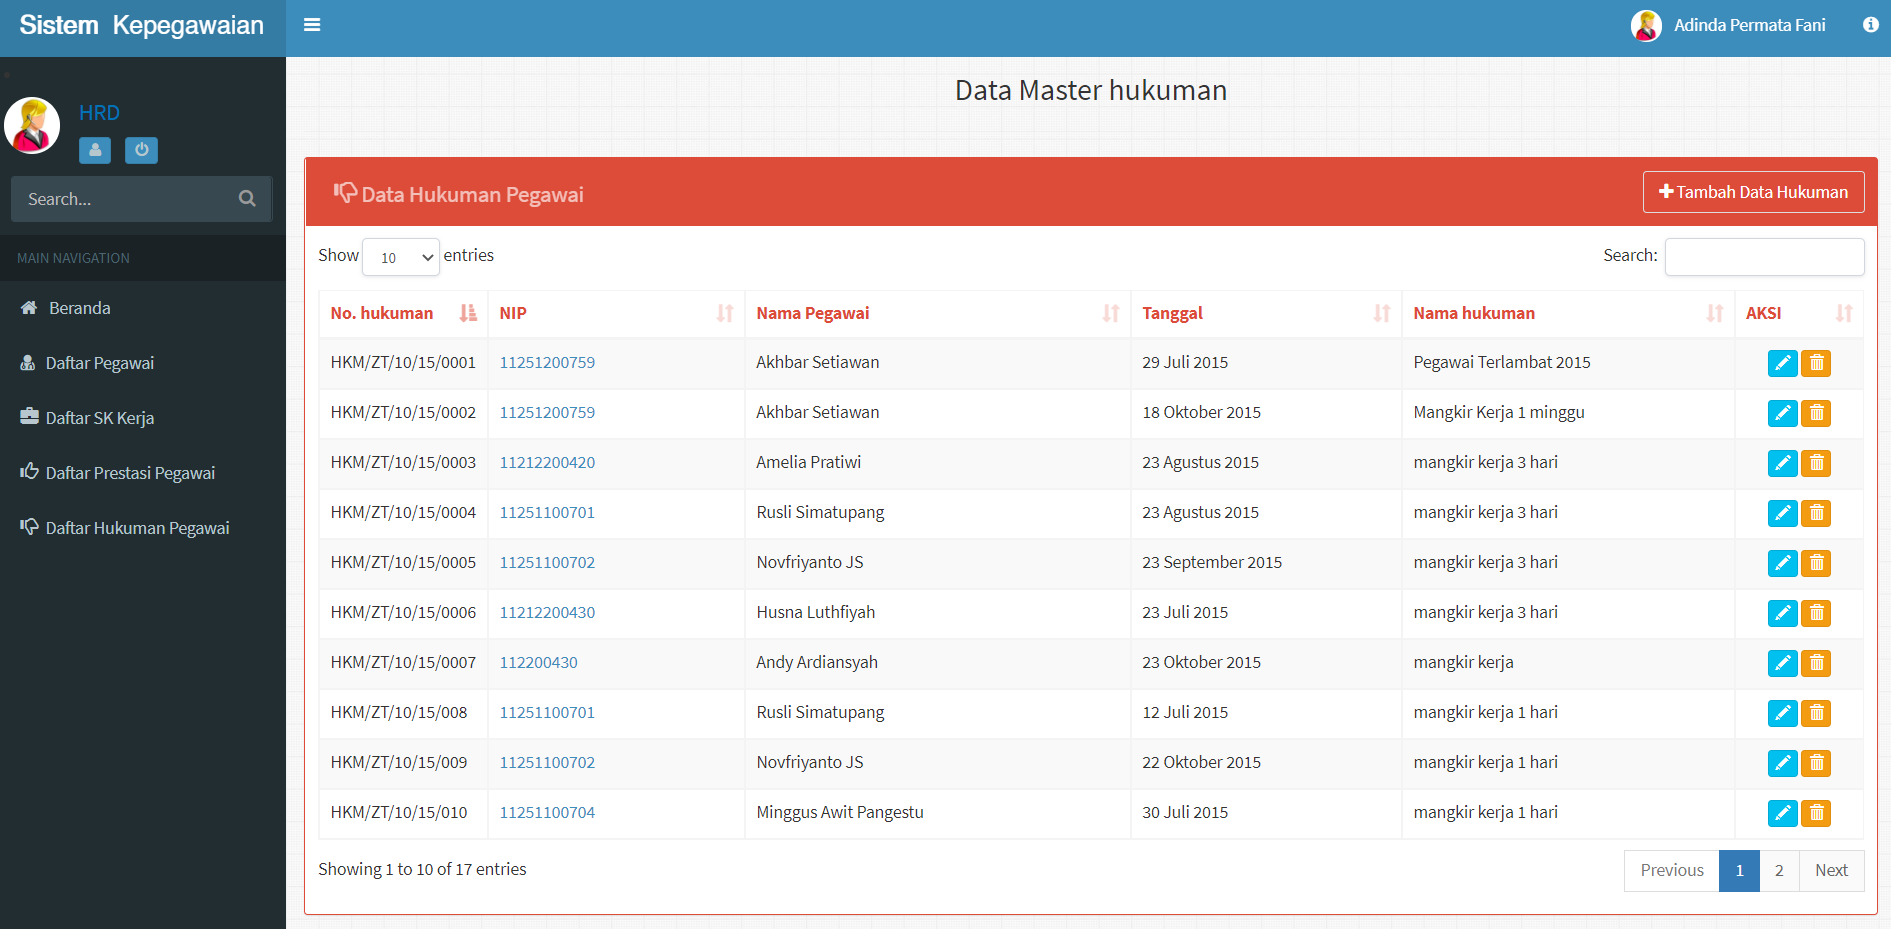 Sistem Kepegawaian
Adinda Permata Fani
HRD
Search...
MAIN NAVIGATION
Beranda
Daftar Pegawai
Daftar SK Kerja
Daftar Prestasi Pegawai
Daftar Hukuman Pegawai
Data Master hukuman
Data Hukuman Pegawai
Tambah Data Hukuman
Show 10 entries
Search:
No. hukuman NIP Nama Pegawai Tanggal Nama hukuman AKSI
HKM/ZT/10/15/0001 11251200759 Akhbar Setiawan 29 Juli 2015 Pegawai Terlambat 2015
HKM/ZT/10/15/0002 11251200759 Akhbar Setiawan 18 Oktober 2015 Mangkir Kerja 1 minggu
HKM/ZT/10/15/0003 11212200420 Amelia Pratiwi 23 Agustus 2015 mangkir kerja 3 hari
HKM/ZT/10/15/0004 11251100701 Rusli Simatupang 23 Agustus 2015 mangkir kerja 3 hari
HKM/ZT/10/15/0005 11251100702 Novfriyanto JS 23 September 2015 mangkir kerja 3 hari
HKM/ZT/10/15/0006 11212200430 Husna Luthfiyah 23 Juli 2015 mangkir kerja 3 hari
HKM/ZT/10/15/0007 112200430 Andy Ardiansyah 23 Oktober 2015 mangkir kerja
HKM/ZT/10/15/008 11251100701 Rusli Simatupang 12 Juli 2015 mangkir kerja 1 hari
HKM/ZT/10/15/009 11251100702 Novfriyanto JS 22 Oktober 2015 mangkir kerja 1 hari
HKM/ZT/10/15/010 11251100704 Minggus Awit Pangestu 30 Juli 2015 mangkir kerja 1 hari
Showing 1 to 10 of 17 entries
Previous 1 2 Next